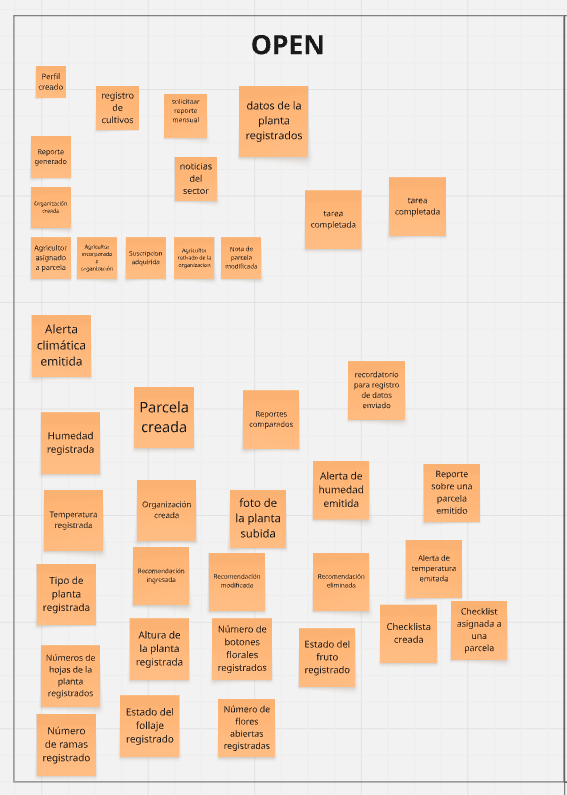 OPEN
Perfil
creado
registro
de
cultivos
solicitaar
reporte
mensual
datos de la
planta
registrados
Reporte
generado
noticias
del
sector
Organización
creada
tarea
completada
tarea
completada
Agricultor
asignado
a parcela
Agricultor
incorporado
a
organización
Suscripcion
adquirida
Agricultor
rechado de la
organizacion
Nota de
parcela
modificada
Alerta
climática
emitida
recordatorio
para registro
de datos
enviado
Parcela
creada
Reportes
comparados
Humedad
registrada
Alerta de
humedad
emitida
Reporte
sobre una
parcela
emitido
Temperatura
registrada
Organización
creada
foto de
la planta
subida
Alerta de
temperatura
emitada
Recomendación
ingresada
Recomendación
modificada
Recomendación
eliminada
Tipo de
planta
registrada
Checklista
creada
Checklist
asignada a
una
parcela
Altura de
la planta
registrada
Número de
botones
florales
registrados
Estado del
fruto
registrado
Números de
hojas de la
planta
registrados
Estado del
follaje
registrado
Número de
flores
abiertas
registradas
Número
de ramas
registrado